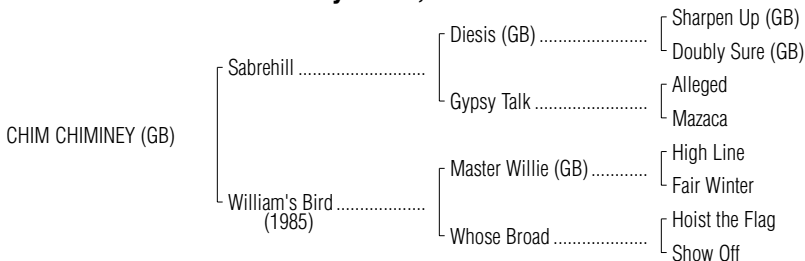 Sharpen Up (GB)
Diesis (GB) ........................
Doubly Sure (GB)
Sabrehill ............................
Alleged
Gypsy Talk .........................
Mazaca
CHIM CHIMINEY (GB)
High Line
Master Willie (GB) ............
Fair Winter
William's Bird ....................
(1985)
Hoist the Flag
Whose Broad .....................
Show Off